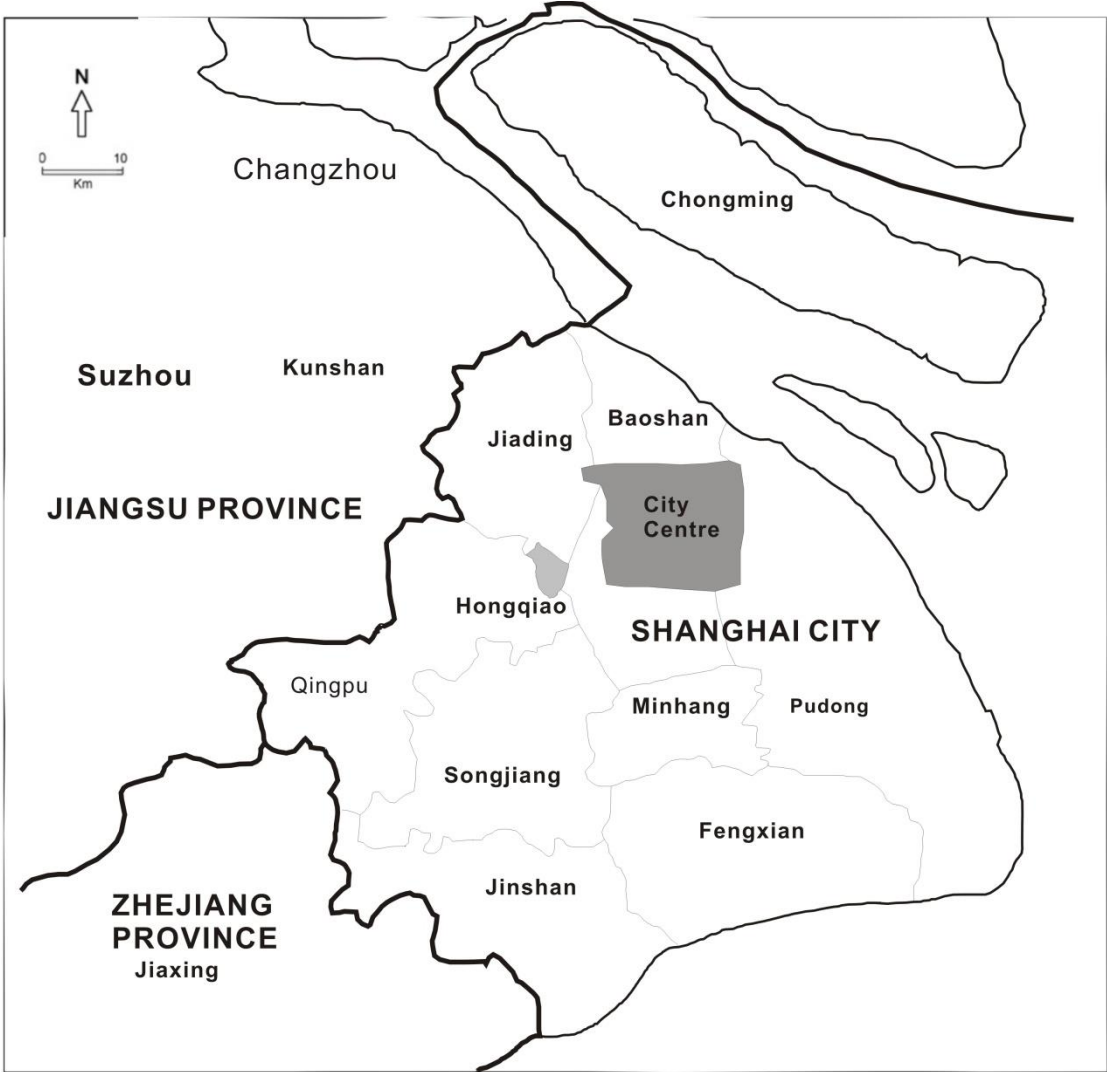 N
0 10
Km
Changzhou
Chongming
Suzhou
Kunshan
Baoshan
Jiading
JIANGSU PROVINCE
City
Centre
Hongqiao
SHANGHAI CITY
Qingpu
Minhang
Pudong
Songjiang
Fengxian
Jinshan
ZHEJIANG
PROVINCE
Jiaxing